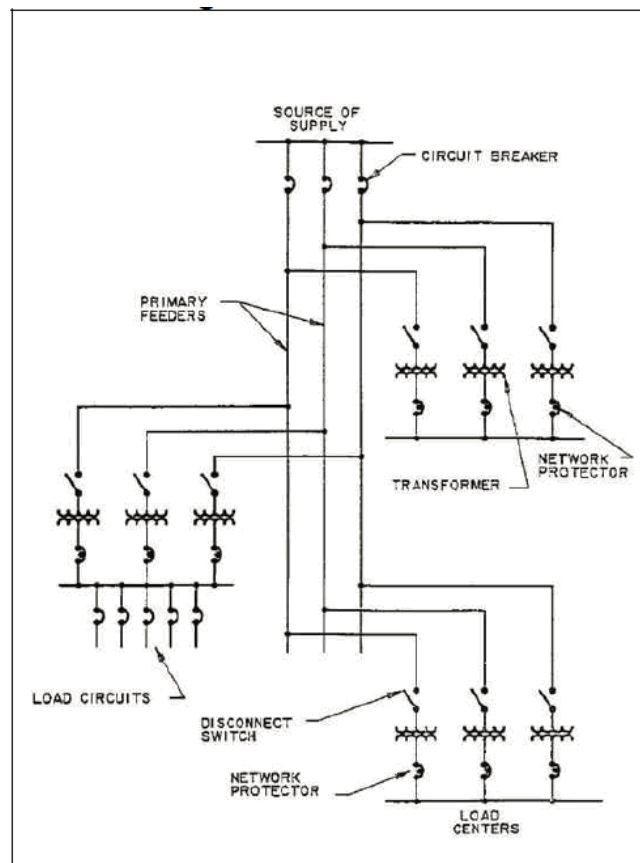 SOURCE OF
SUPPLY
CIRCUIT BREAKER
PRIMARY
FEEDERS
NETWORK
PROTECTOR
TRANSFORMER
LOAD CIRCUITS
DISCONNECT
SWITCH
NETWORK
PROTECTOR
LOAD
CENTERS